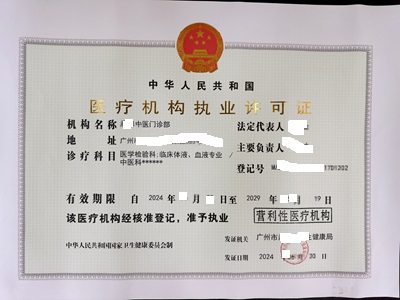 中华人民共和国
医疗机构执业许可证
机构名称 中医门诊部 法定代表人
地址 广州 主要负责人
诊疗科目 医学检验科;临床体液、血液专业 / 登记号 17D1202
中医科******
有效期限 自 2024 年 月 日至 2029 年 月 19 日
该医疗机构经核准登记，准予执业 营利性医疗机构
中华人民共和国国家卫生健康委员会制 发证机关 广州市 生健康局
发证日期 2024 年 月 30 日